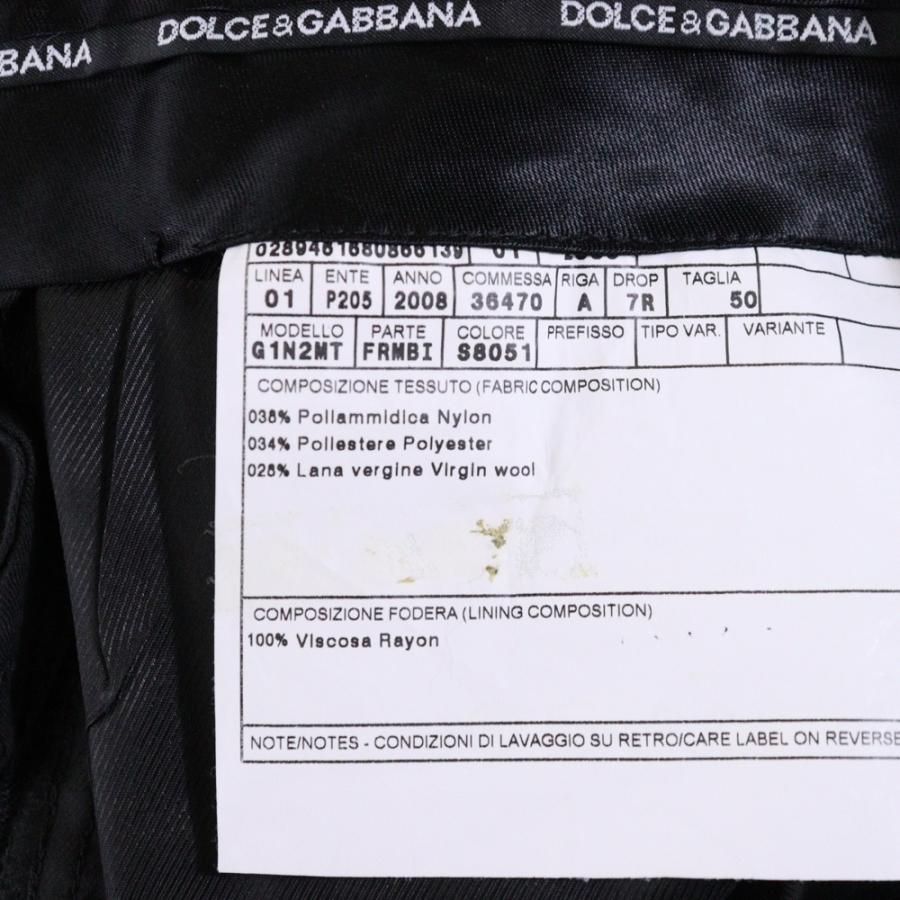 BANA DOLCE&GABBANA DOLCE&GABBANA
LINEA ENTE ANNO COMMESSA RIGA DROP TAGLIA
01 P205 2008 36470 A 7R 50
MODELLO PARTE COLORE PREFISSO TIPO VAR. VARIANTE
G1N2MT FRMBI S8051
COMPOSIZIONE TESSUTO (FABRIC COMPOSITION)
038% Poliammidica Nylon
034% Poliestere Polyester
028% Lana vergine Virgin wool
COMPOSIZIONE FODERA (LINING COMPOSITION)
100% Viscosa Rayon
NOTE/NOTES - CONDIZIONI DI LAVAGGIO SU RETRO/CARE LABEL ON REVERSE